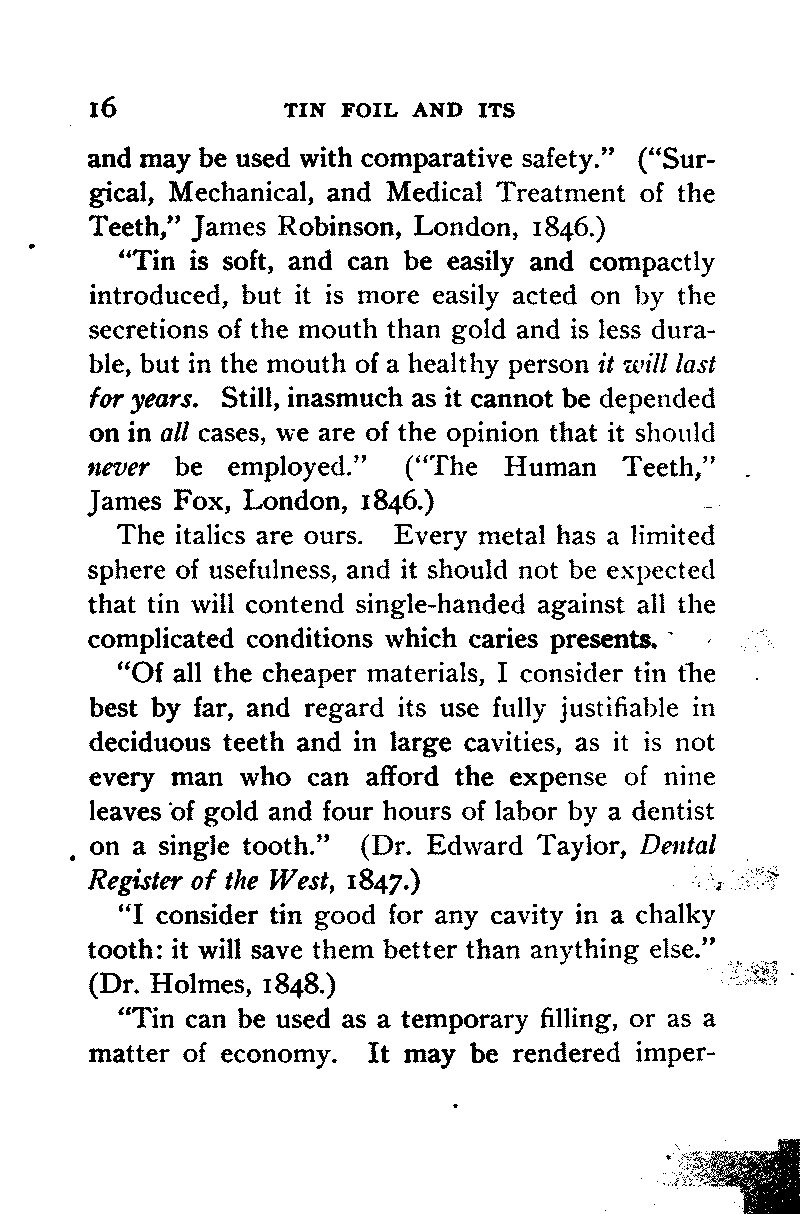 16 TIN FOIL AND ITS
and may be used with comparative safety.” (“Sur-
gical, Mechanical, and Medical Treatment of the
Teeth,” James Robinson, London, 1846.)
“Tin is soft, and can be easily and compactly
introduced, but it is more easily acted on by the
secretions of the mouth than gold and is less dura-
ble, but in the mouth of a healthy person it will last
for years. Still, inasmuch as it cannot be depended
on in all cases, we are of the opinion that it should
never be employed.” (“The Human Teeth,”
James Fox, London, 1846.)
The italics are ours. Every metal has a limited
sphere of usefulness, and it should not be expected
that tin will contend single-handed against all the
complicated conditions which caries presents.
“Of all the cheaper materials, I consider tin the
best by far, and regard its use fully justifiable in
deciduous teeth and in large cavities, as it is not
every man who can afford the expense of nine
leaves of gold and four hours of labor by a dentist
on a single tooth.” (Dr. Edward Taylor, Dental
Register of the West, 1847.)
“I consider tin good for any cavity in a chalky
tooth: it will save them better than anything else.”
(Dr. Holmes, 1848.)
“Tin can be used as a temporary filling, or as a
matter of economy. It may be rendered imper-